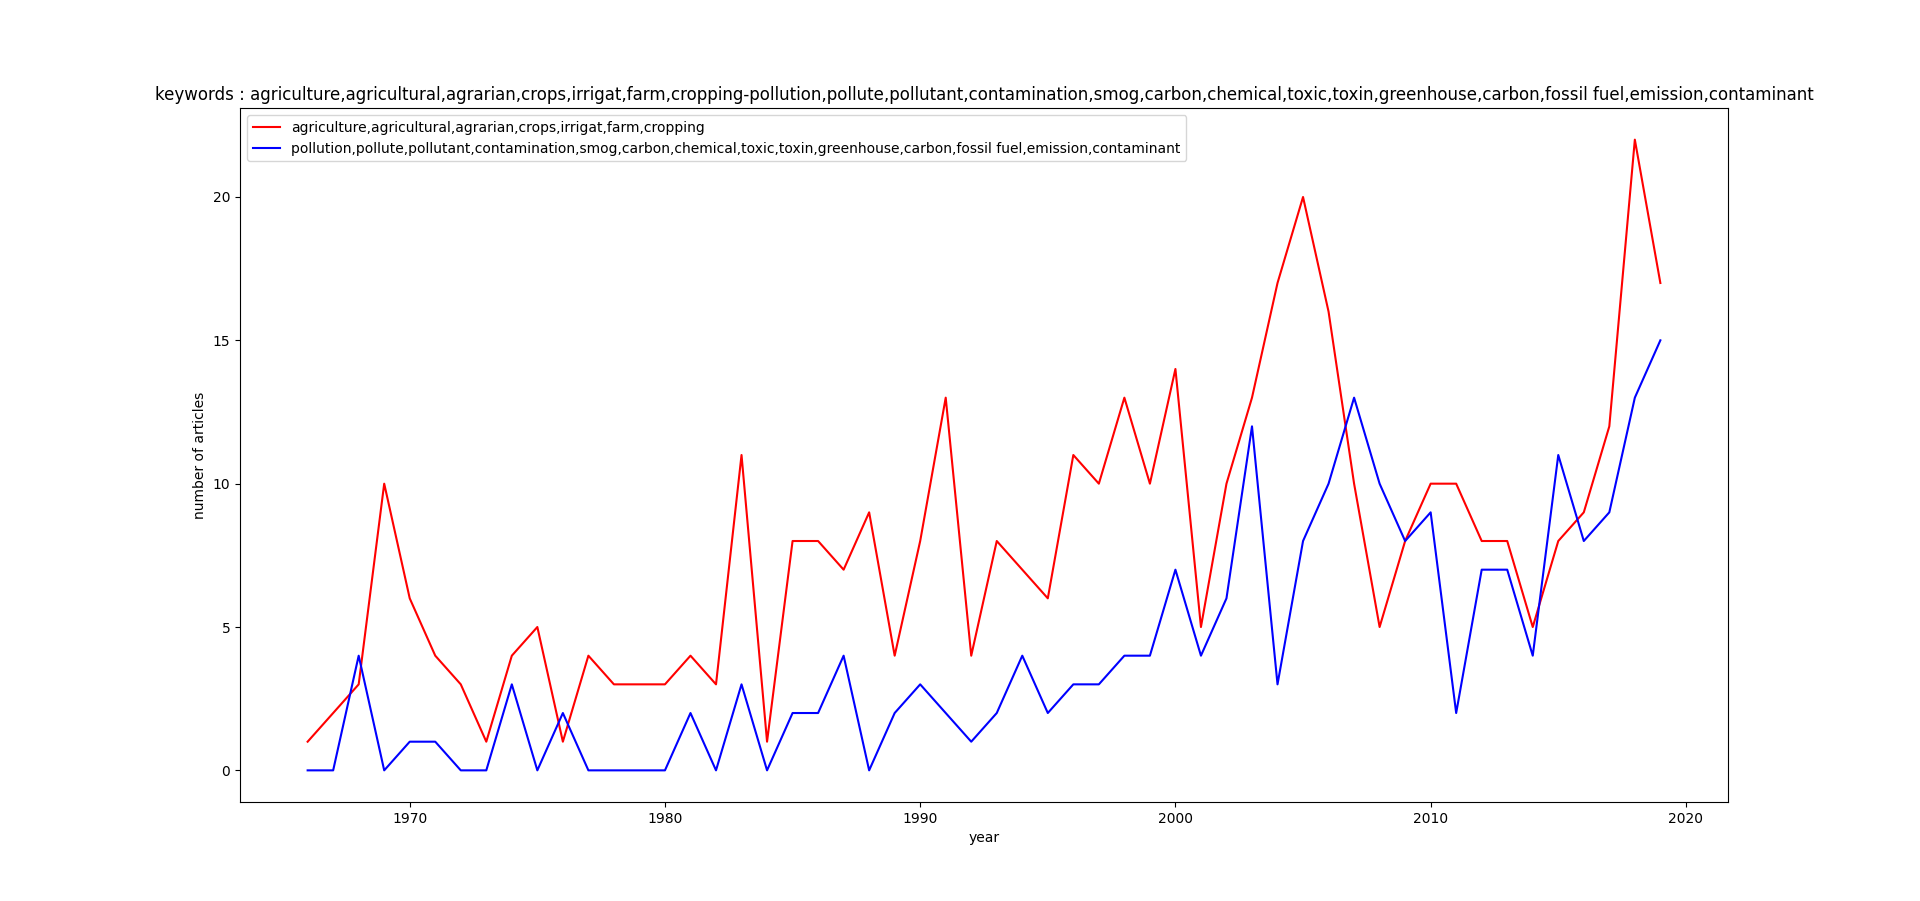 keywords : agriculture,agricultural,agrarian,crops,irrigat,farm,cropping-pollution,pollute,pollutant,contamination,smog,carbon,chemical,toxic,toxin,greenhouse,carbon,fossil fuel,emission,contaminant
agriculture,agricultural,agrarian,crops,irrigat,farm,cropping
pollution,pollute,pollutant,contamination,smog,carbon,chemical,toxic,toxin,greenhouse,carbon,fossil fuel,emission,contaminant
20
15
10
5
0
number of articles
1970 1980 1990 2000 2010 2020
year